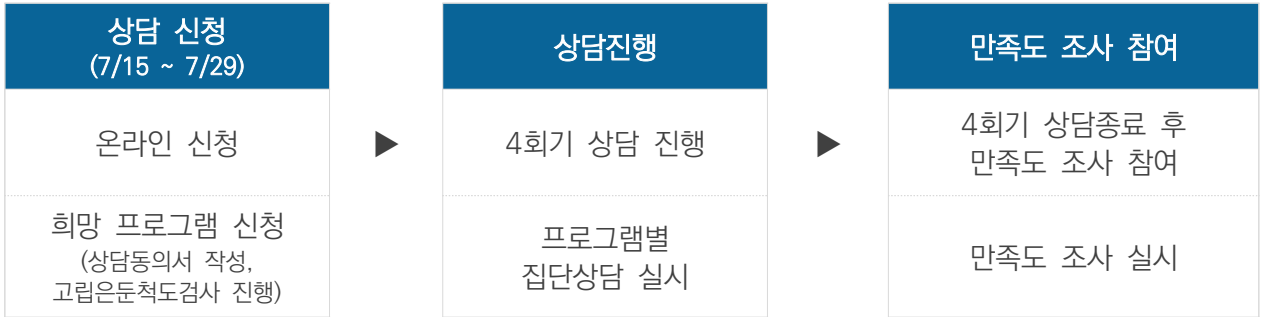 상담 신청
(7/15 ~ 7/29)
온라인 신청
희망 프로그램 신청
(상담동의서 작성,
고립은둔척도검사 진행)
▶
상담진행
4회기 상담 진행
프로그램별
집단상담 실시
▶
만족도 조사 참여
4회기 상담종료 후
만족도 조사 참여
만족도 조사 실시